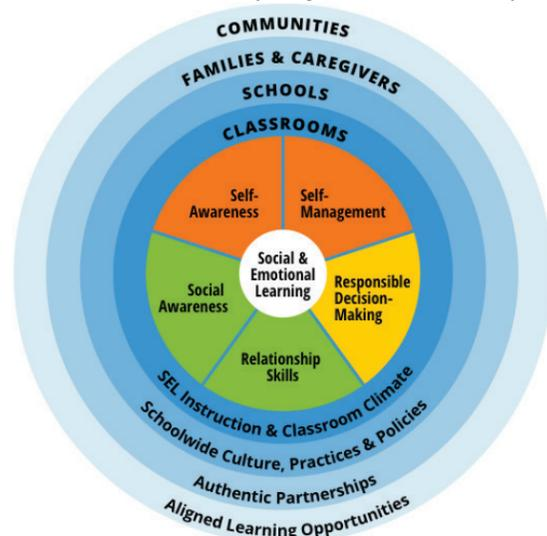 COMMUNITIES
FAMILIES & CAREGIVERS
SCHOOLS
CLASSROOMS
Self-
Awareness
Self-
Management
Social &
Emotional
Learning
Social
Awareness
Responsible
Decision-
Making
Relationship
Skills
SEL Instruction & Classroom Climate
Schoolwide Culture, Practices & Policies
Authentic Partnerships
Aligned Learning Opportunities